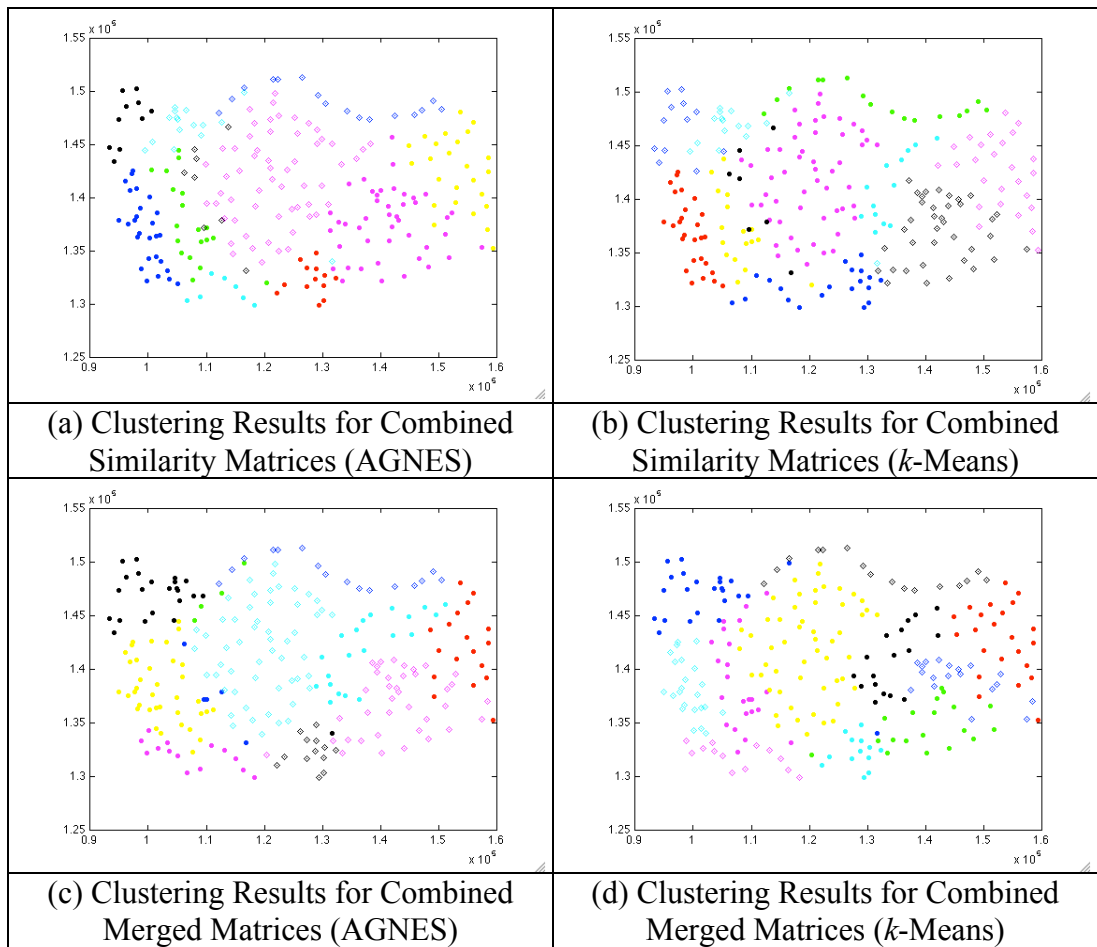 x 10
1.55
1.5
1.45
1.4
1.35
1.3
1.25
0.9 1 1.1 1.2 1.3 1.4 1.5 1.6
x 10
(a) Clustering Results for Combined
Similarity Matrices (AGNES)
x 10
1.55
1.5
1.45
1.4
1.35
1.3
1.25
0.9 1 1.1 1.2 1.3 1.4 1.5 1.6
x 10
(b) Clustering Results for Combined
Similarity Matrices (k-Means)
x 10
1.55
1.5
1.45
1.4
1.35
1.3
1.25
0.9 1 1.1 1.2 1.3 1.4 1.5 1.6
x 10
(c) Clustering Results for Combined
Merged Matrices (AGNES)
x 10
1.55
1.5
1.45
1.4
1.35
1.3
1.25
0.9 1 1.1 1.2 1.3 1.4 1.5 1.6
x 10
(d) Clustering Results for Combined
Merged Matrices (k-Means)